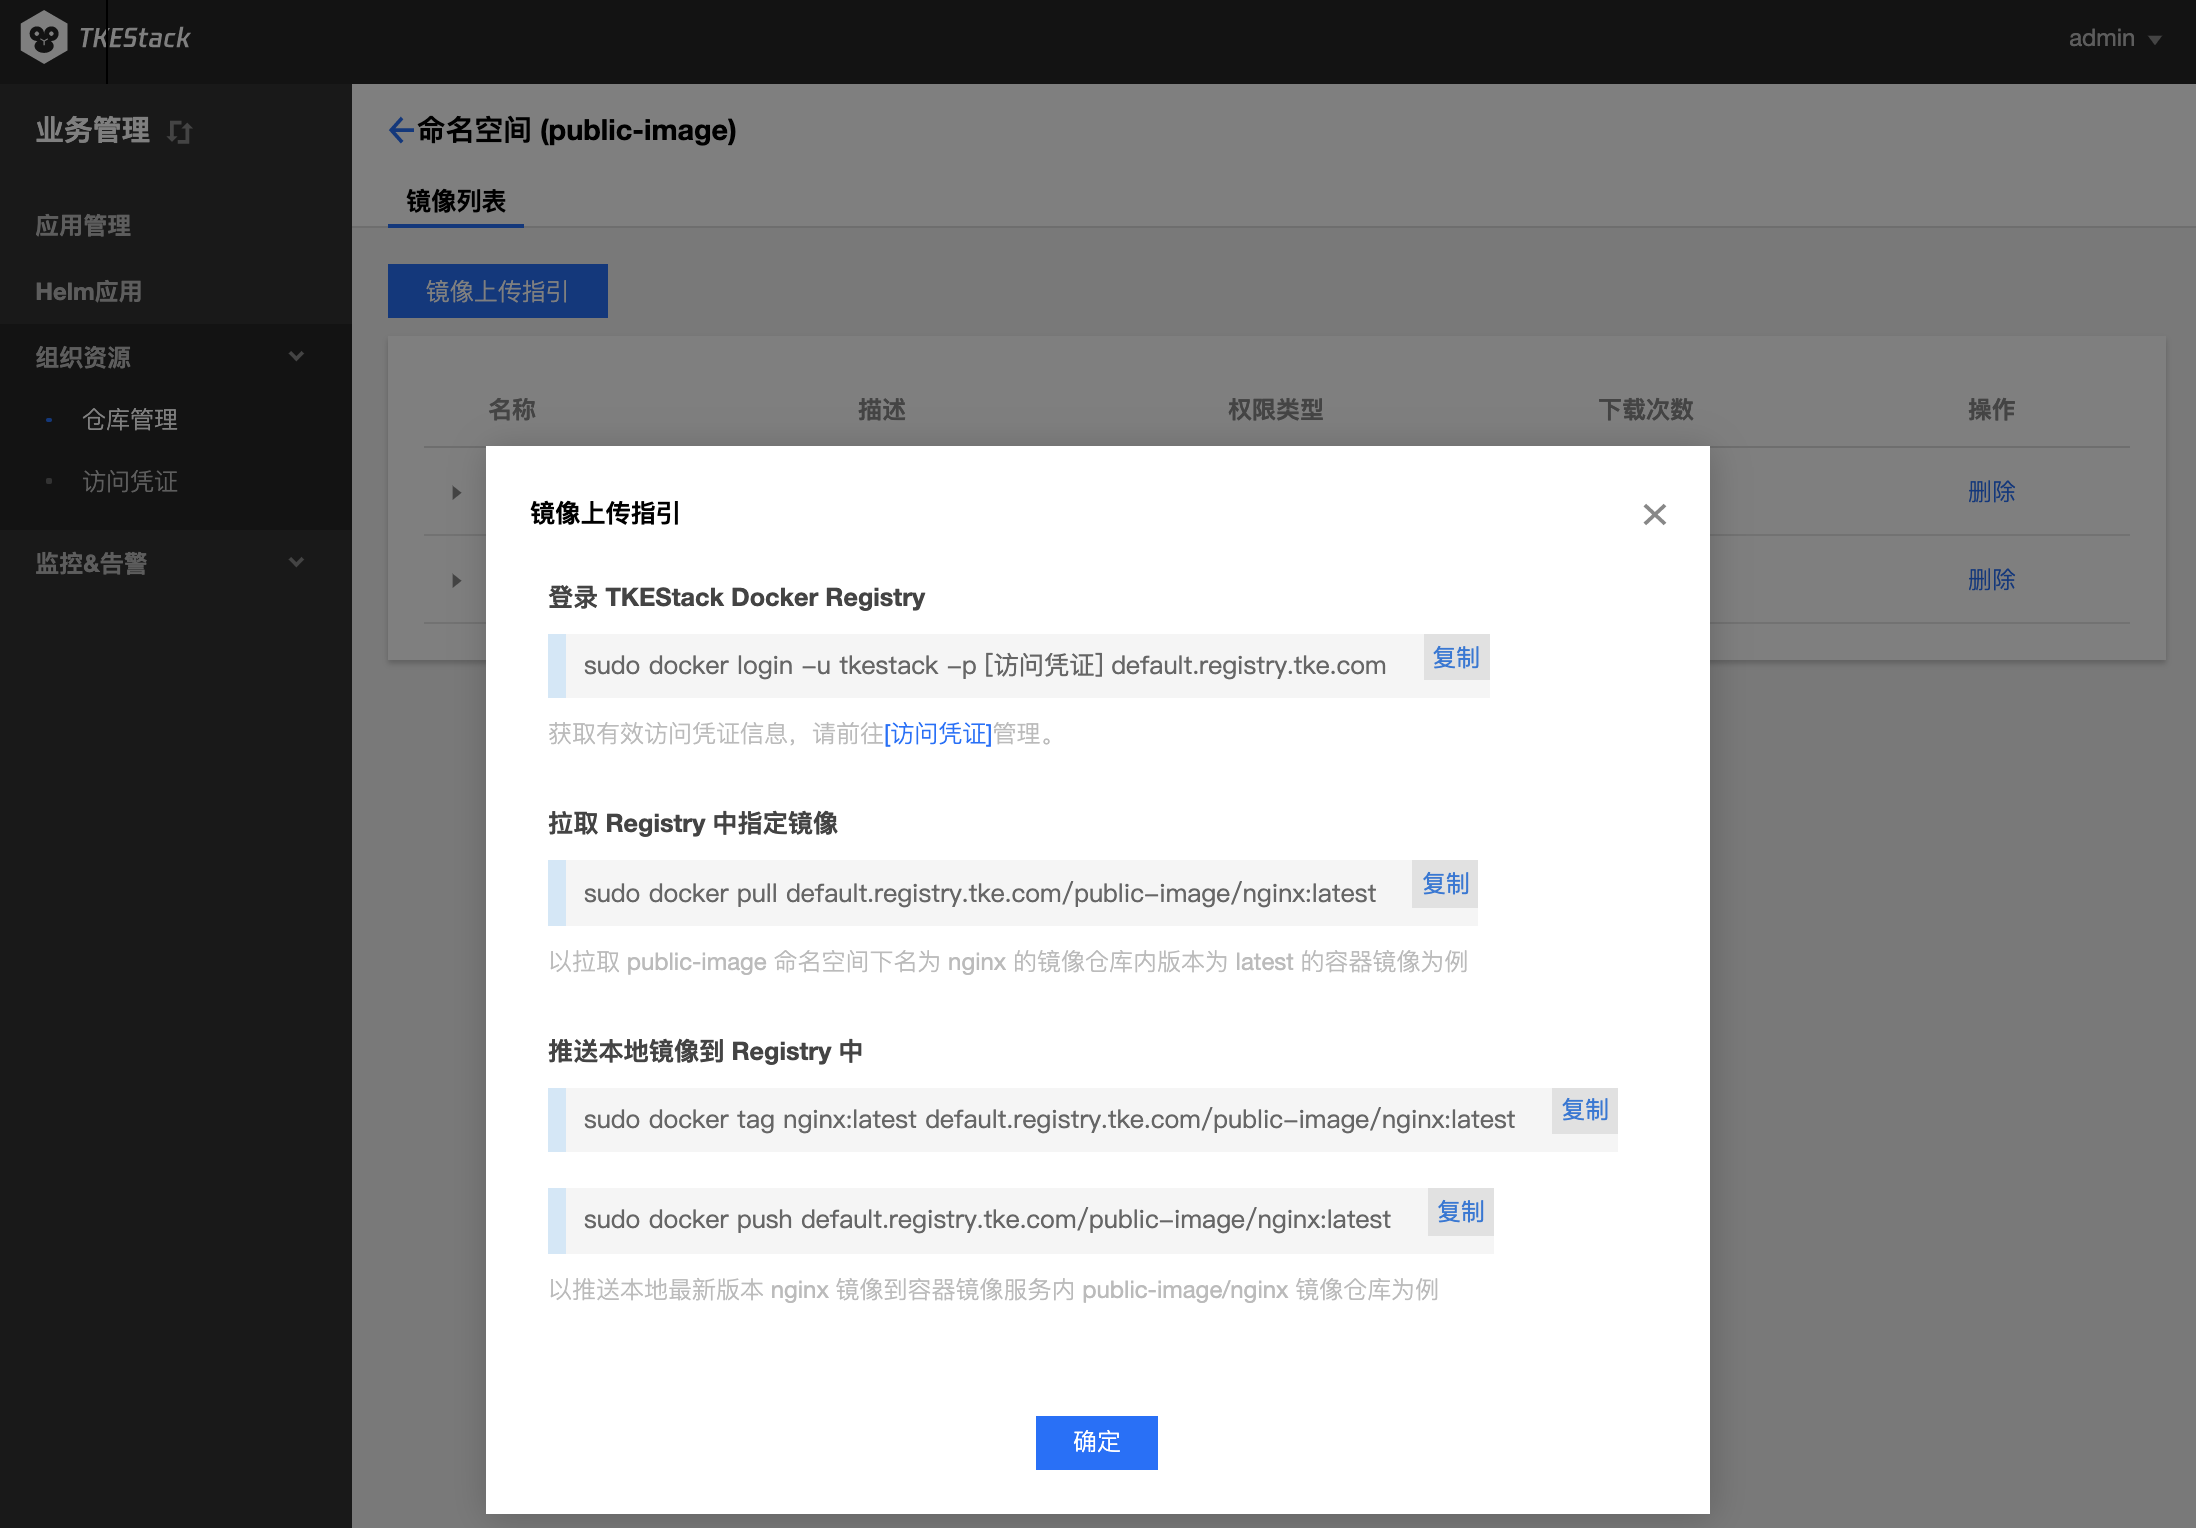 TKEStack
admin
业务管理
应用管理
Helm应用
组织资源
仓库管理
访问凭证
监控&告警
命名空间 (public-image)
镜像列表
镜像上传指引
名称 描述 权限类型 下载次数 操作
删除
删除
镜像上传指引
登录 TKEStack Docker Registry
sudo docker login -u tkestack -p [访问凭证] default.registry.tke.com 复制
获取有效访问凭证信息，请前往[访问凭证]管理。
拉取 Registry 中指定镜像
sudo docker pull default.registry.tke.com/public-image/nginx:latest 复制
以拉取 public-image 命名空间下名为 nginx 的镜像仓库内版本为 latest 的容器镜像为例
推送本地镜像到 Registry 中
sudo docker tag nginx:latest default.registry.tke.com/public-image/nginx:latest 复制
sudo docker push default.registry.tke.com/public-image/nginx:latest 复制
以推送本地最新版本 nginx 镜像到容器镜像服务内 public-image/nginx 镜像仓库为例
确定